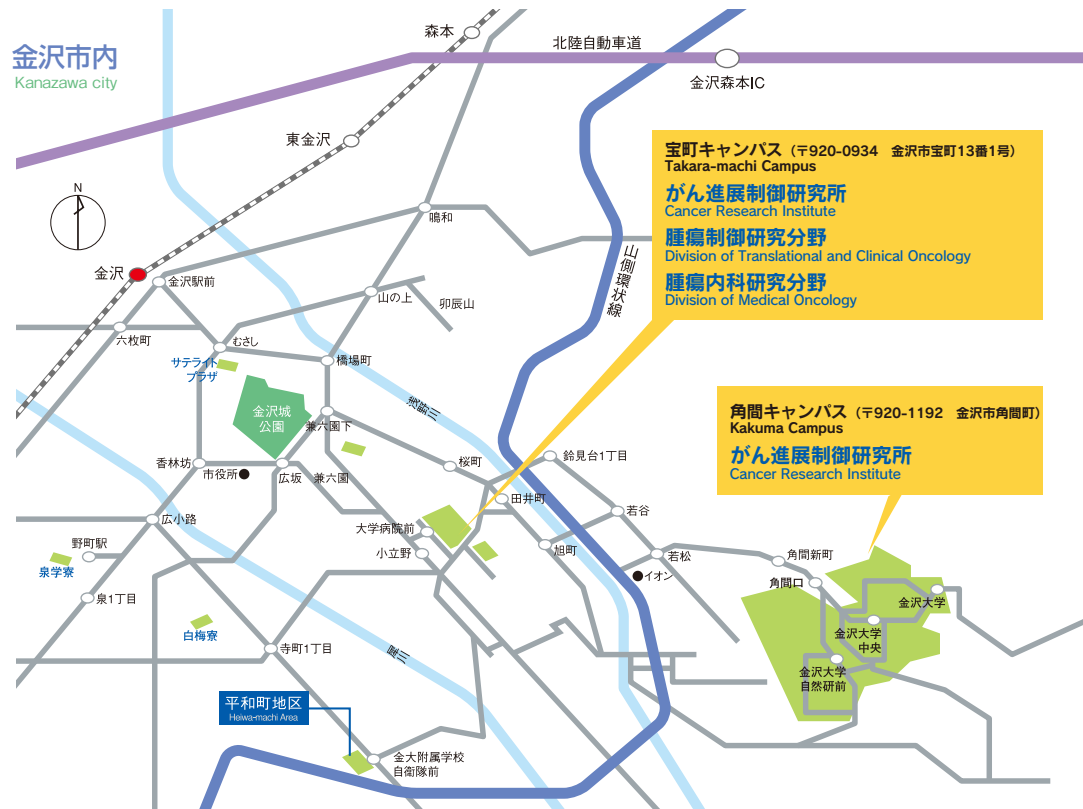 金沢市内
Kanazawa city
森本
北陸自動車道
金沢森本IC
東金沢
宝町キャンパス（〒920-0934　金沢市宝町13番1号）
Takara-machi Campus
がん進展制御研究所
Cancer Research Institute
腫瘍制御研究分野
Division of Translational and Clinical Oncology
腫瘍内科研究分野
Division of Medical Oncology
N
鳴和
山側環状線
金沢
金沢駅前
山の上
卯辰山
六枚町
むさし
橋場町
サテライト
プラザ
浅野川
金沢城
公園
兼六園下
角間キャンパス（〒920-1192　金沢市角間町）
Kakuma Campus
がん進展制御研究所
Cancer Research Institute
香林坊
市役所
広坂
兼六園
桜町
鈴見台1丁目
田井町
若谷
広小路
大学病院前
小立野
旭町
若松
イオン
角間新町
角間口
野町駅
泉学寮
泉1丁目
白梅寮
金沢大学
金沢大学
中央
金沢大学
自然研前
寺町1丁目
犀川
平和町地区
Heiwa-machi Area
金大附属学校
自衛隊前